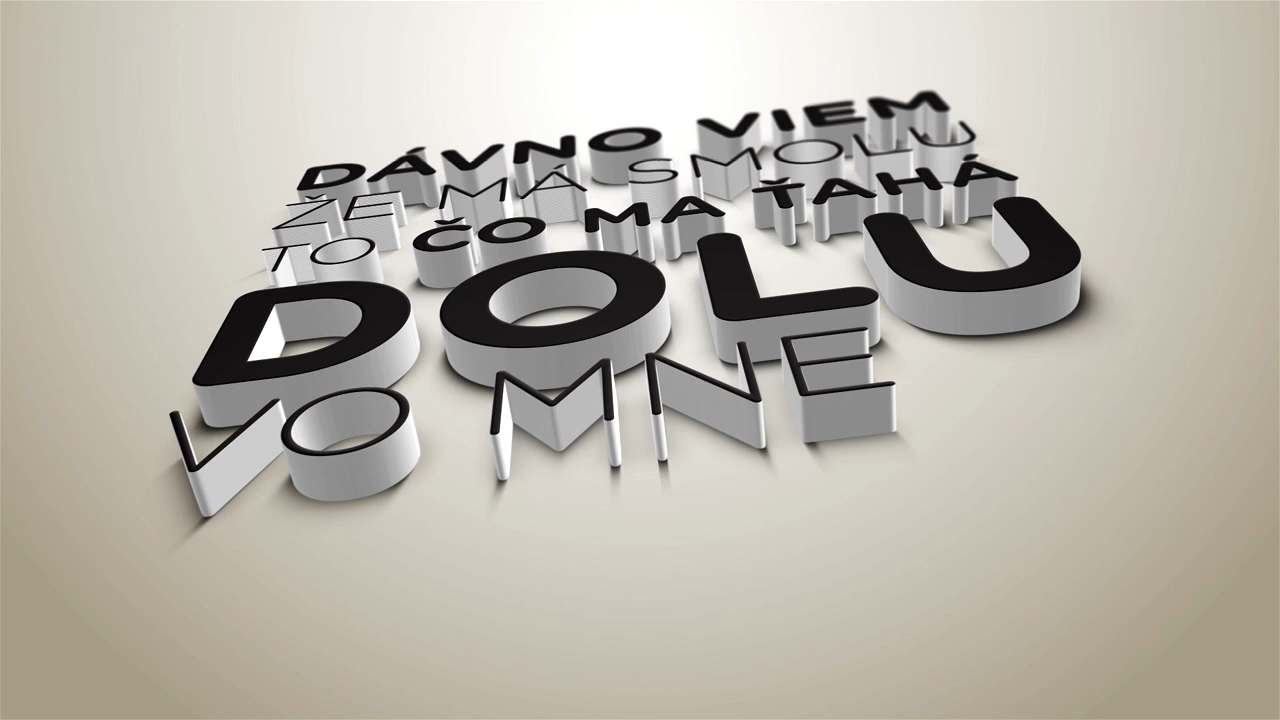 DÁVNO VIEM
ŽE MÁ SMOLU
TO ČO MA ŤAHÁ
DOLU
VO MNE